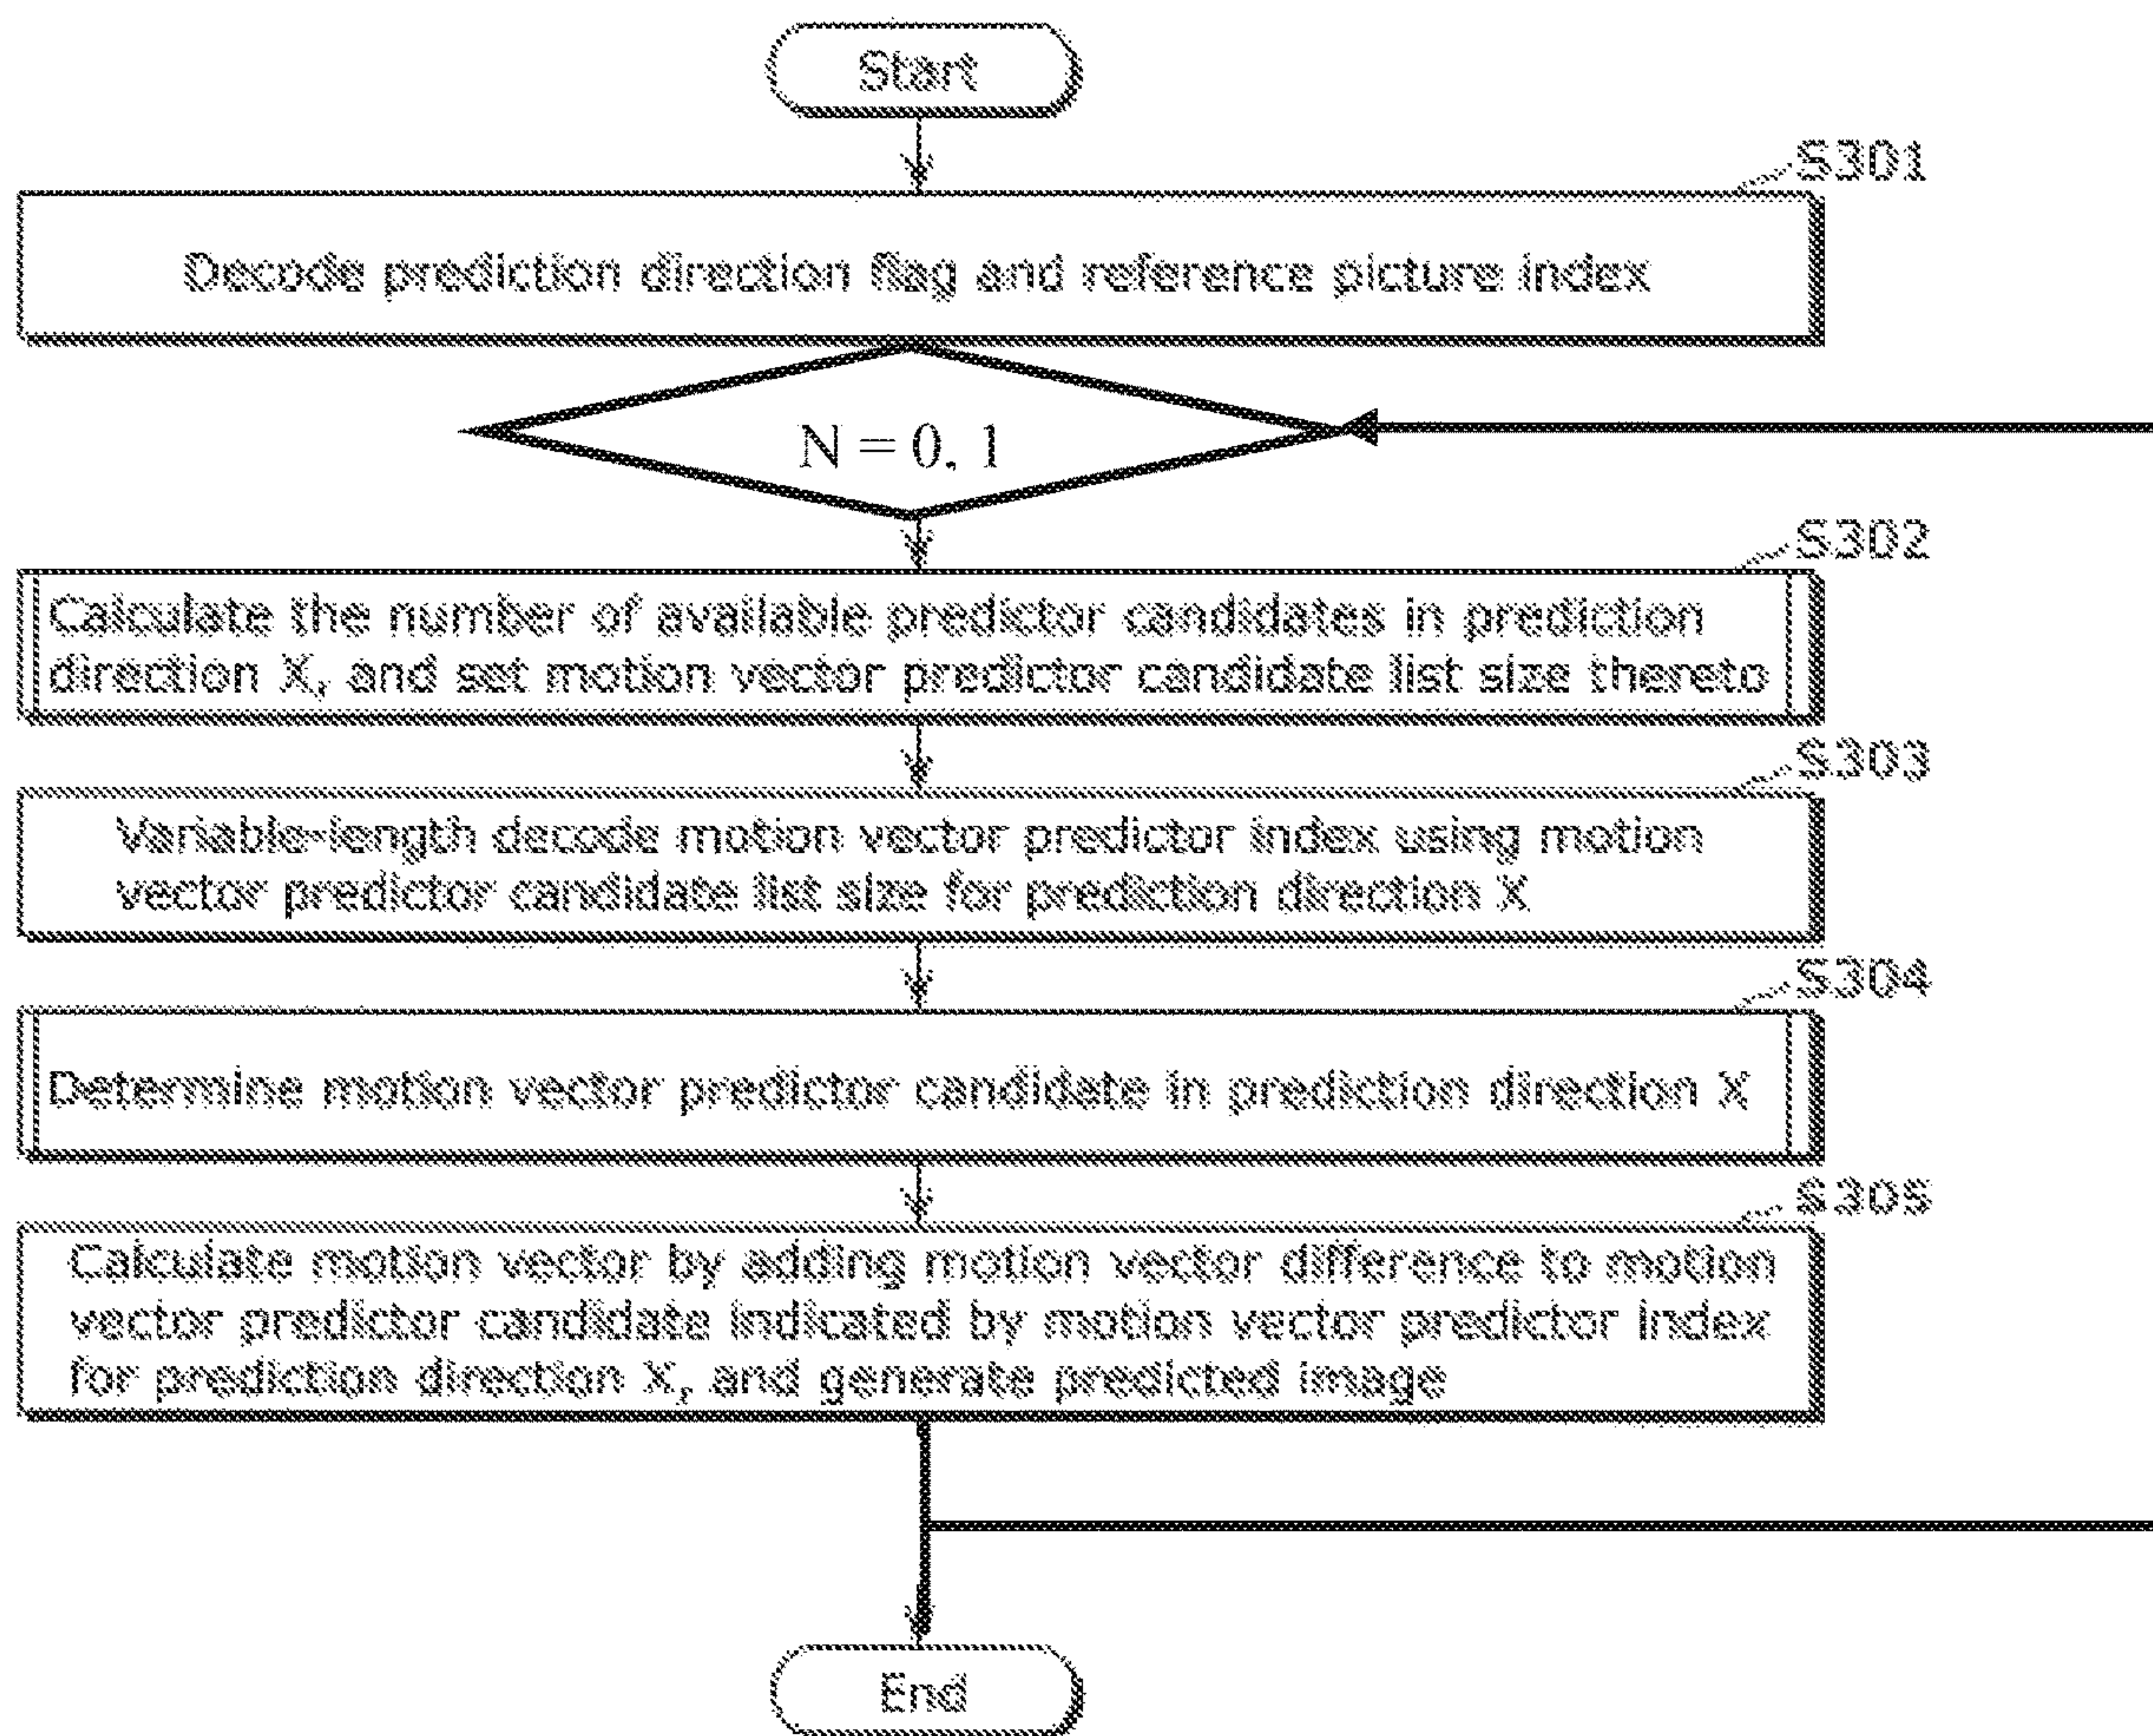 Start
S301
Decode prediction direction flag and reference picture index
N = 0, 1
S302
Calculate the number of available predictor candidates in prediction
direction X, and set motion vector predictor candidate list size thereto
S303
Variable-length decode motion vector predictor index using motion
vector predictor candidate list size for prediction direction X
S304
Determine motion vector predictor candidate in prediction direction X
S305
Calculate motion vector by adding motion vector difference to motion
vector predictor candidate indicated by motion vector predictor index
for prediction direction X, and generate predicted image
End